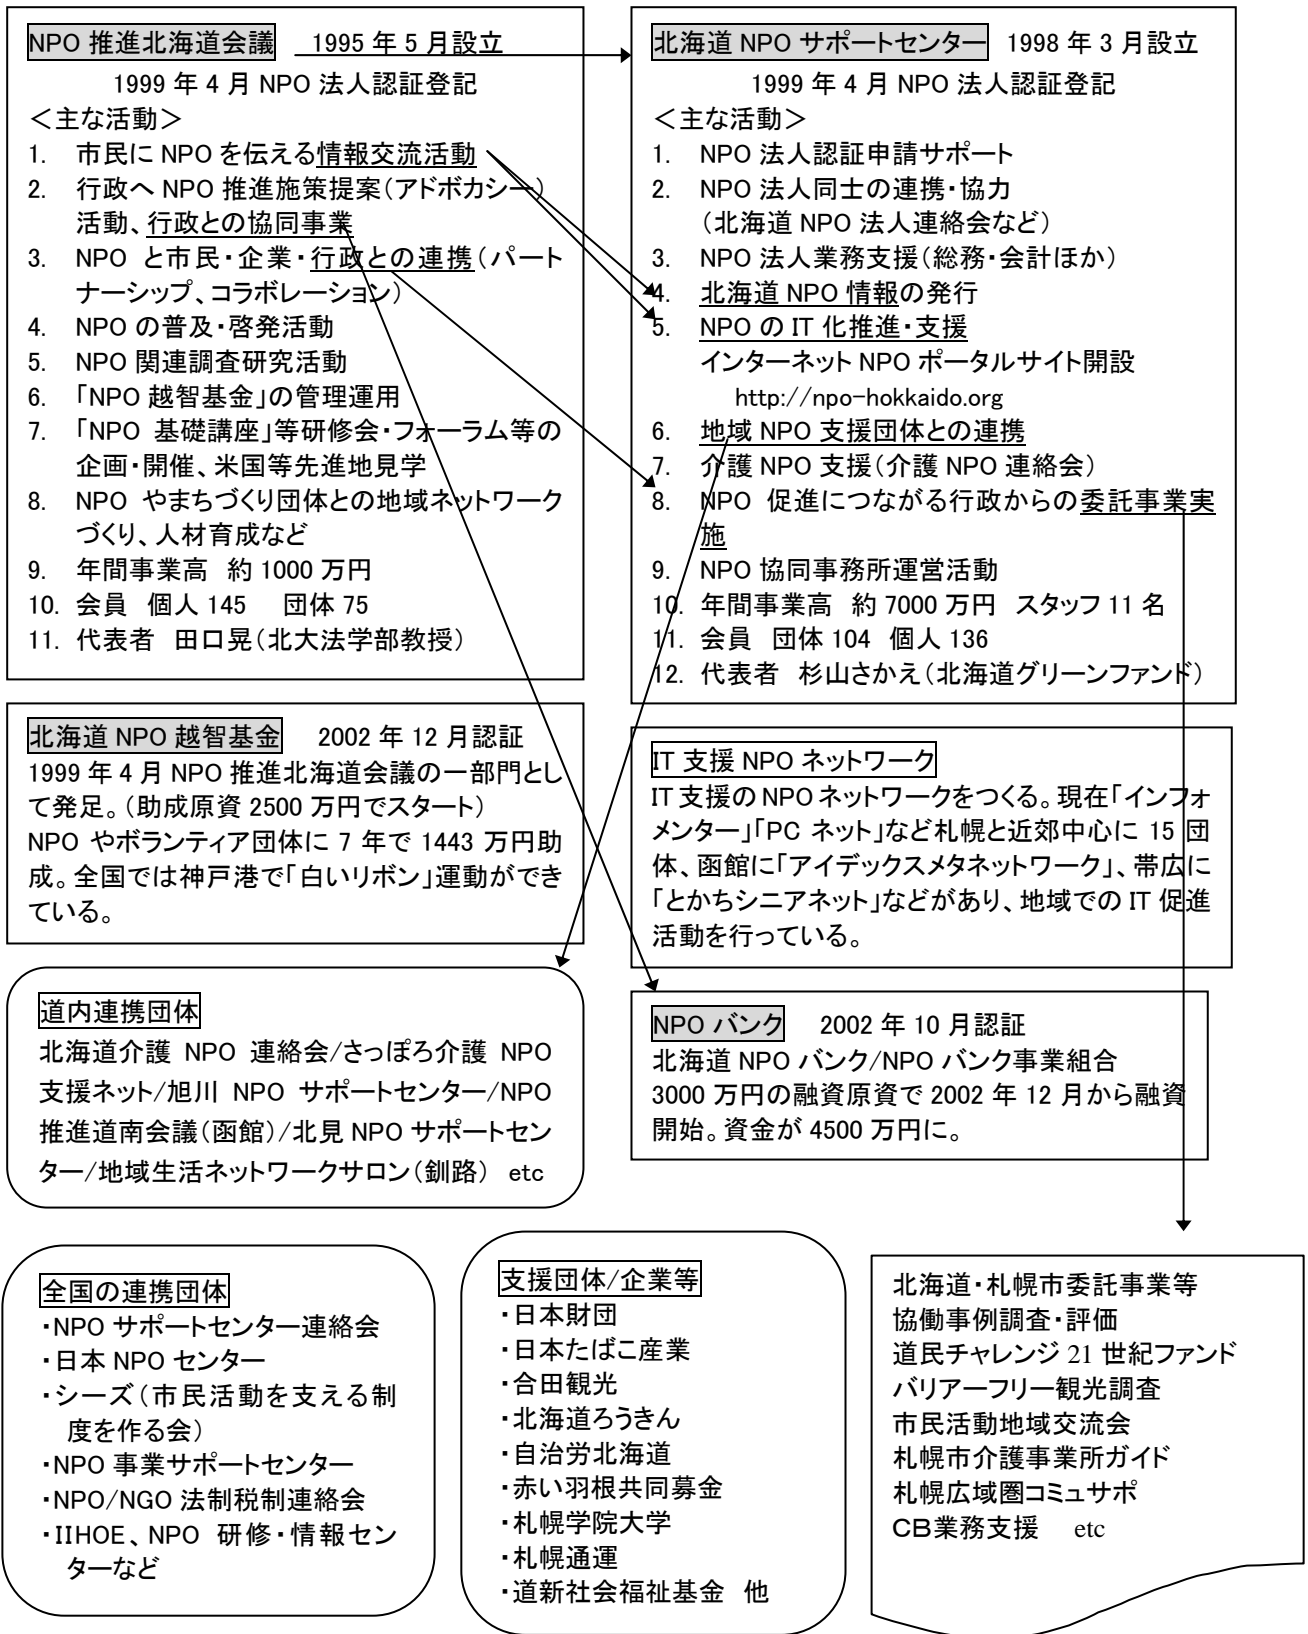 NPO 推進北海道会議 1995 年 5 月設立
1999 年 4 月 NPO 法人認証登記
＜主な活動＞
1. 市民に NPO を伝える情報交流活動
2. 行政へ NPO 推進施策提案（アドボカシー）
活動、行政との協同事業
3. NPO と市民・企業・行政との連携（パート
ナーシップ、コラボレーション）
4. NPO の普及・啓発活動
5. NPO 関連調査研究活動
6. 「NPO 越智基金」の管理運用
7. 「NPO 基礎講座」等研修会・フォーラム等の
企画・開催、米国等先進地見学
8. NPO やまちづくり団体との地域ネットワーク
づくり、人材育成など
9. 年間事業高 約 1000 万円
10. 会員 個人 145 団体 75
11. 代表者 田口晃（北大法学部教授）
北海道 NPO サポートセンター 1998 年 3 月設立
1999 年 4 月 NPO 法人認証登記
＜主な活動＞
1. NPO 法人認証申請サポート
2. NPO 法人同士の連携・協力
（北海道 NPO 法人連絡会など）
3. NPO 法人業務支援（総務・会計ほか）
4. 北海道 NPO 情報の発行
5. NPO の IT 化推進・支援
インターネット NPO ポータルサイト開設
http://npo-hokkaido.org
6. 地域 NPO 支援団体との連携
7. 介護 NPO 支援（介護 NPO 連絡会）
8. NPO 促進につながる行政からの委託事業実
施
9. NPO 協同事務所運営活動
10. 年間事業高 約 7000 万円 スタッフ 11 名
11. 会員 団体 104 個人 136
12. 代表者 杉山さかえ（北海道グリーンファンド）
北海道 NPO 越智基金 2002 年 12 月認証
1999 年 4 月 NPO 推進北海道会議の一部門とし
て発足。（助成原資 2500 万円でスタート）
NPO やボランティア団体に 7 年で 1443 万円助
成。全国では神戸港で「白いリボン」運動ができ
ている。
IT 支援 NPO ネットワーク
IT 支援の NPO ネットワークをつくる。現在「インフォ
メンター」「PC ネット」など札幌と近郊中心に 15 団
体、函館に「アイデックスメタネットワーク」、帯広に
「とかちシニアネット」などがあり、地域での IT 促進
活動を行っている。
道内連携団体
北海道介護 NPO 連絡会/さっぽろ介護 NPO
支援ネット/旭川 NPO サポートセンター/NPO
推進道南会議（函館）/北見 NPO サポートセン
ター/地域生活ネットワークサロン（釧路） etc
NPO バンク 2002 年 10 月認証
北海道 NPO バンク/NPO バンク事業組合
3000 万円の融資原資で 2002 年 12 月から融資
開始。資金が 4500 万円に。
全国の連携団体
・NPO サポートセンター連絡会
・日本 NPO センター
・シーズ（市民活動を支える制
度を作る会）
・NPO 事業サポートセンター
・NPO/NGO 法制税制連絡会
・IIHOE、NPO 研修・情報セン
ターなど
支援団体/企業等
・日本財団
・日本たばこ産業
・合田観光
・北海道ろうきん
・自治労北海道
・赤い羽根共同募金
・札幌学院大学
・札幌通運
・道新社会福祉基金 他
北海道・札幌市委託事業等
協働事例調査・評価
道民チャレンジ 21 世紀ファンド
バリアーフリー観光調査
市民活動地域交流会
札幌市介護事業所ガイド
札幌広域圏コミュサポ
ＣＢ業務支援 etc